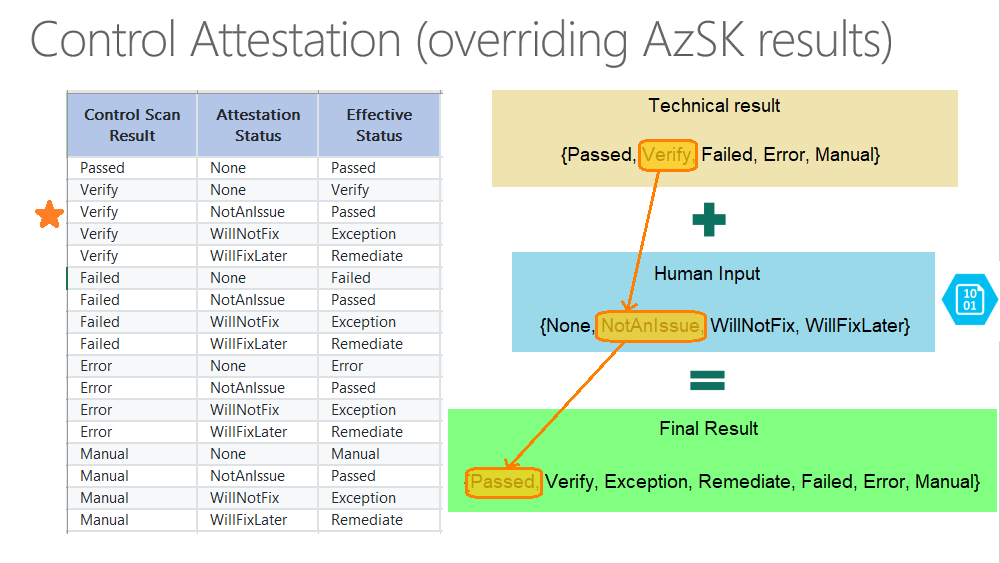 Control Attestation (overriding AzSK results)
Control Scan Result Attestation Status Effective Status
Passed None Passed
Verify None Verify
Verify NotAnIssue Passed
Verify WillNotFix Exception
Verify WillFixLater Remediate
Failed None Failed
Failed NotAnIssue Passed
Failed WillNotFix Exception
Failed WillFixLater Remediate
Error None Error
Error NotAnIssue Passed
Error WillNotFix Exception
Error WillFixLater Remediate
Manual None Manual
Manual NotAnIssue Passed
Manual WillNotFix Exception
Manual WillFixLater Remediate
Technical result
{Passed, Verify, Failed, Error, Manual}
Human Input
{None, NotAnIssue, WillNotFix, WillFixLater}
10
01
Final Result
{Passed, Verify, Exception, Remediate, Failed, Error, Manual}